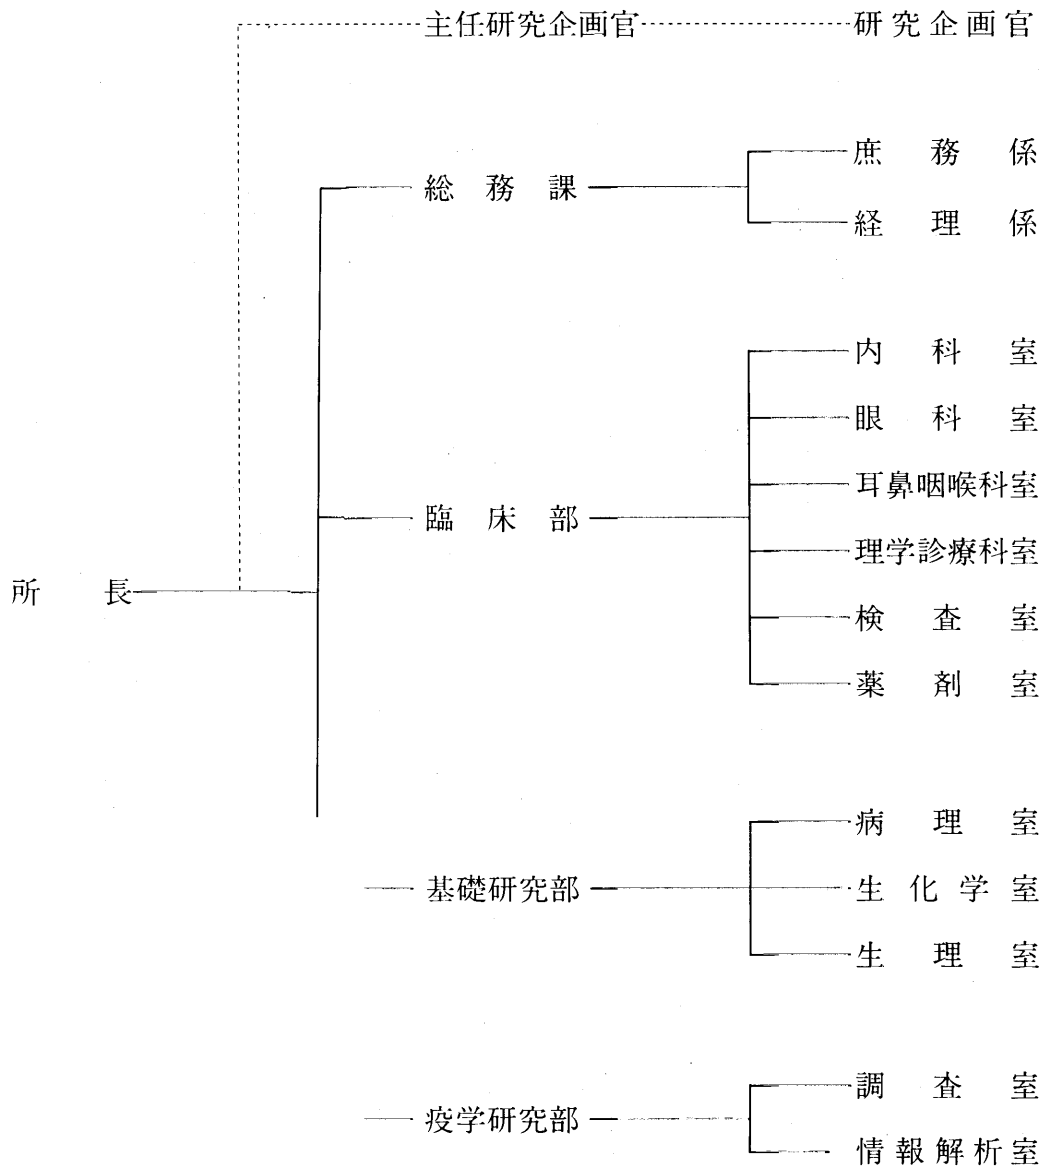 主任研究企画官 研究企画官
庶務係
総務課
経理係
内科室
眼科室
耳鼻咽喉科室
臨床部
理学診療科室
所長
検査室
薬剤室
病理室
基礎研究部 生化学室
生理室
調査室
疫学研究部
情報解析室